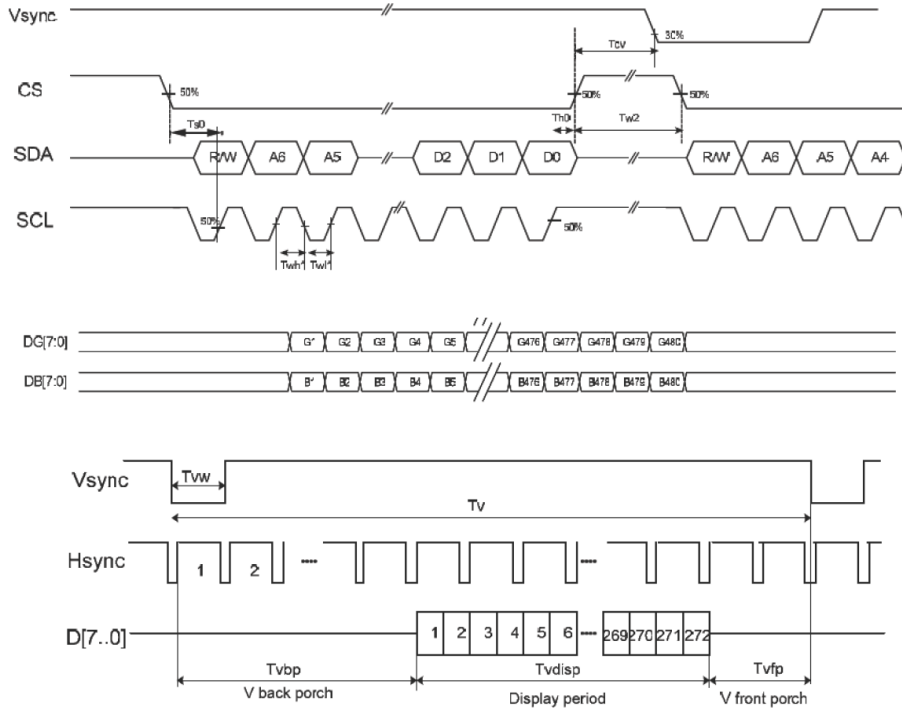 Vsync
30%
Tcv
CS
50%
50%
50%
Ts0
Th0
Tw2
SDA R/W A6 A5 D2 D1 D0 R/W A6 A5 A4
SCL
50%
50%
Twh1 Twl1
DG[7:0] G1 G2 G3 G4 G5 G476 G477 G478 G479 G480
DB[7:0] B1 B2 B3 B4 B5 B476 B477 B478 B479 B480
Vsync
Tvw
Tv
Hsync 1 2 .... ....
D[7..0] 1 2 3 4 5 6 .... 269 270 271 272
Tvbp Tvdisp Tvfp
V back porch Display period V front porch